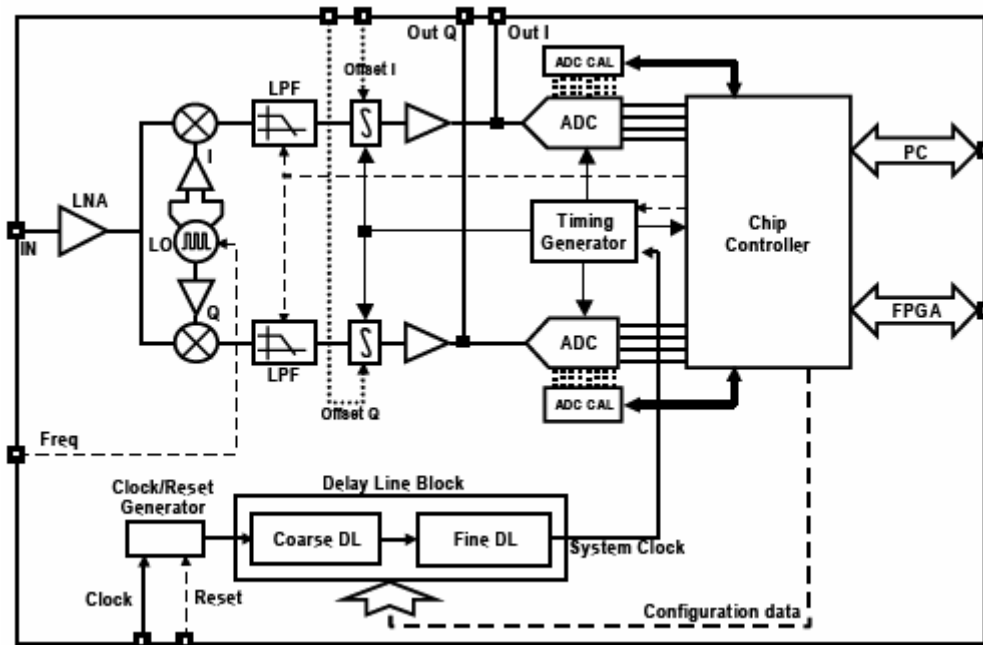 Out Q
Out I
Offset I
ADC CAL
LPF
ADC
I
PC
LNA
LO
IN
Timing
Generator
Chip
Controller
Q
FPGA
ADC
LPF
ADC CAL
Offset Q
Freq
Clock/Reset
Generator
Delay Line Block
Coarse DL
Fine DL
System Clock
Clock
Reset
Configuration data